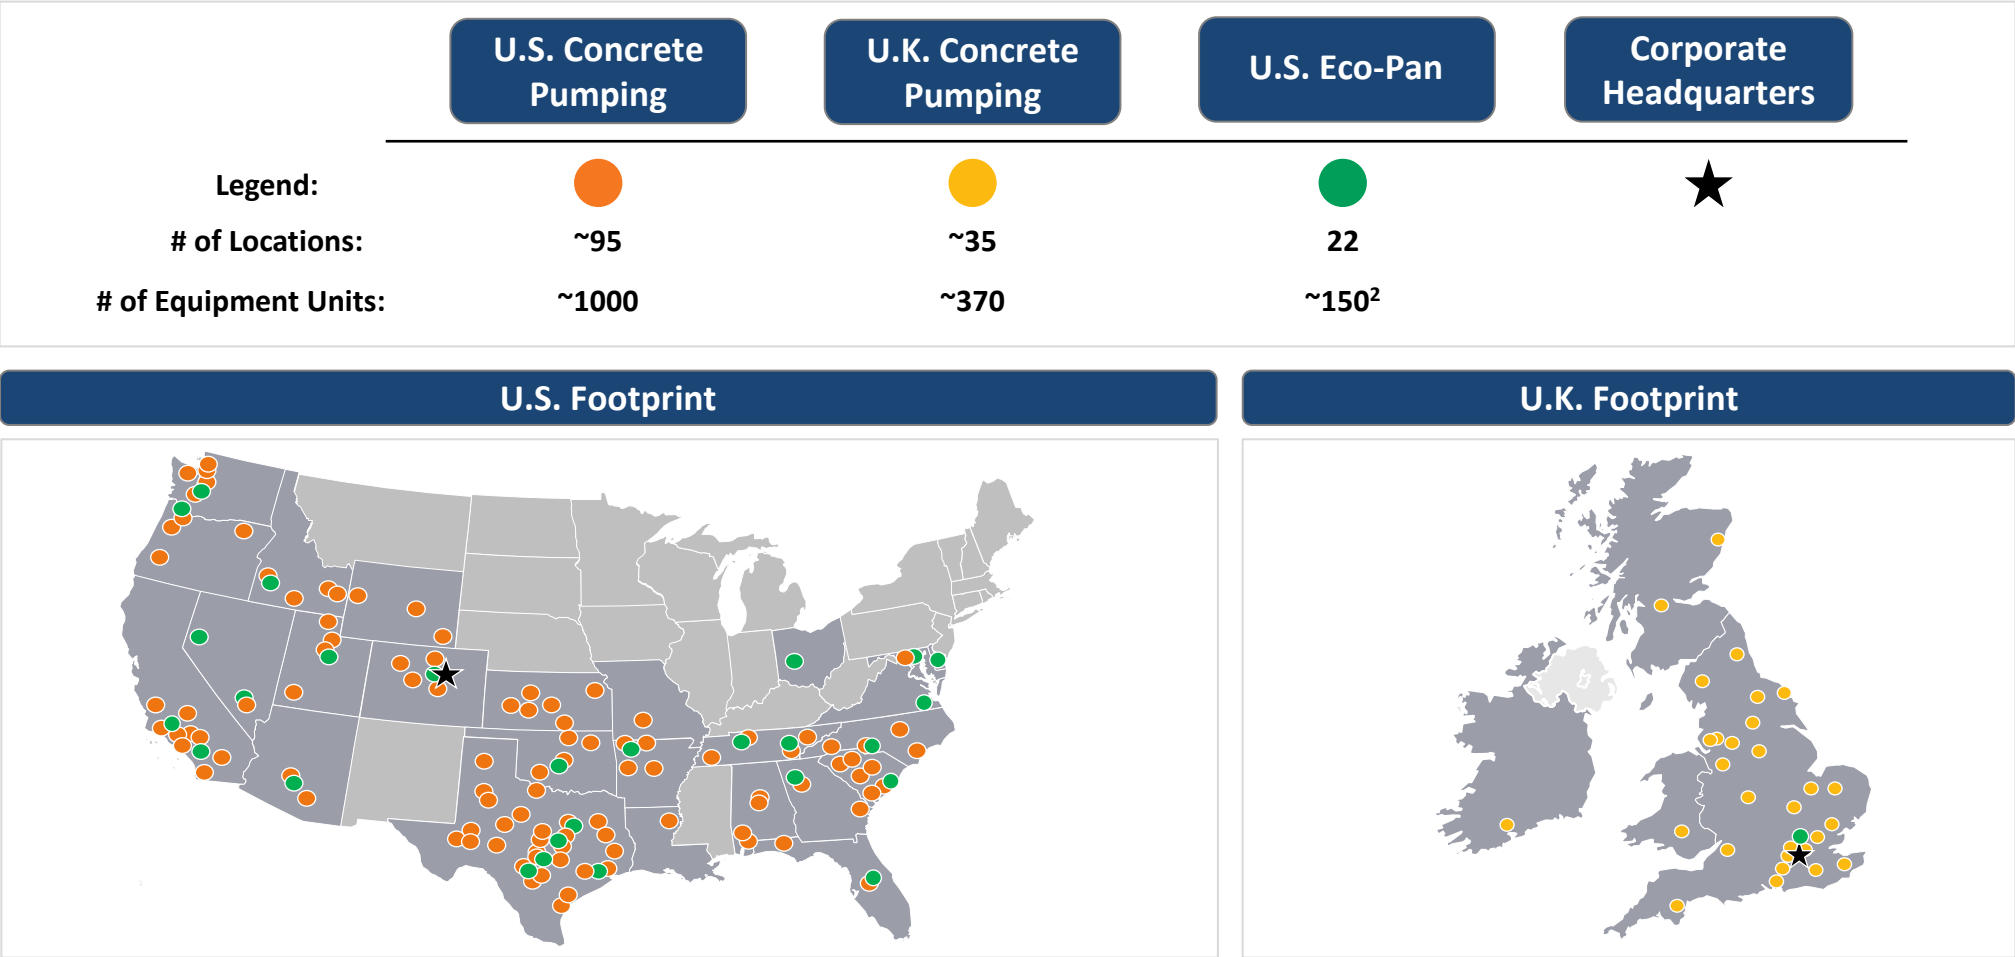 U.S. Concrete
Pumping
U.K. Concrete
Pumping
U.S. Eco-Pan
Corporate
Headquarters
Legend:
# of Locations: ~95 ~35 22
# of Equipment Units: ~1000 ~370 ~150²
U.S. Footprint
U.K. Footprint